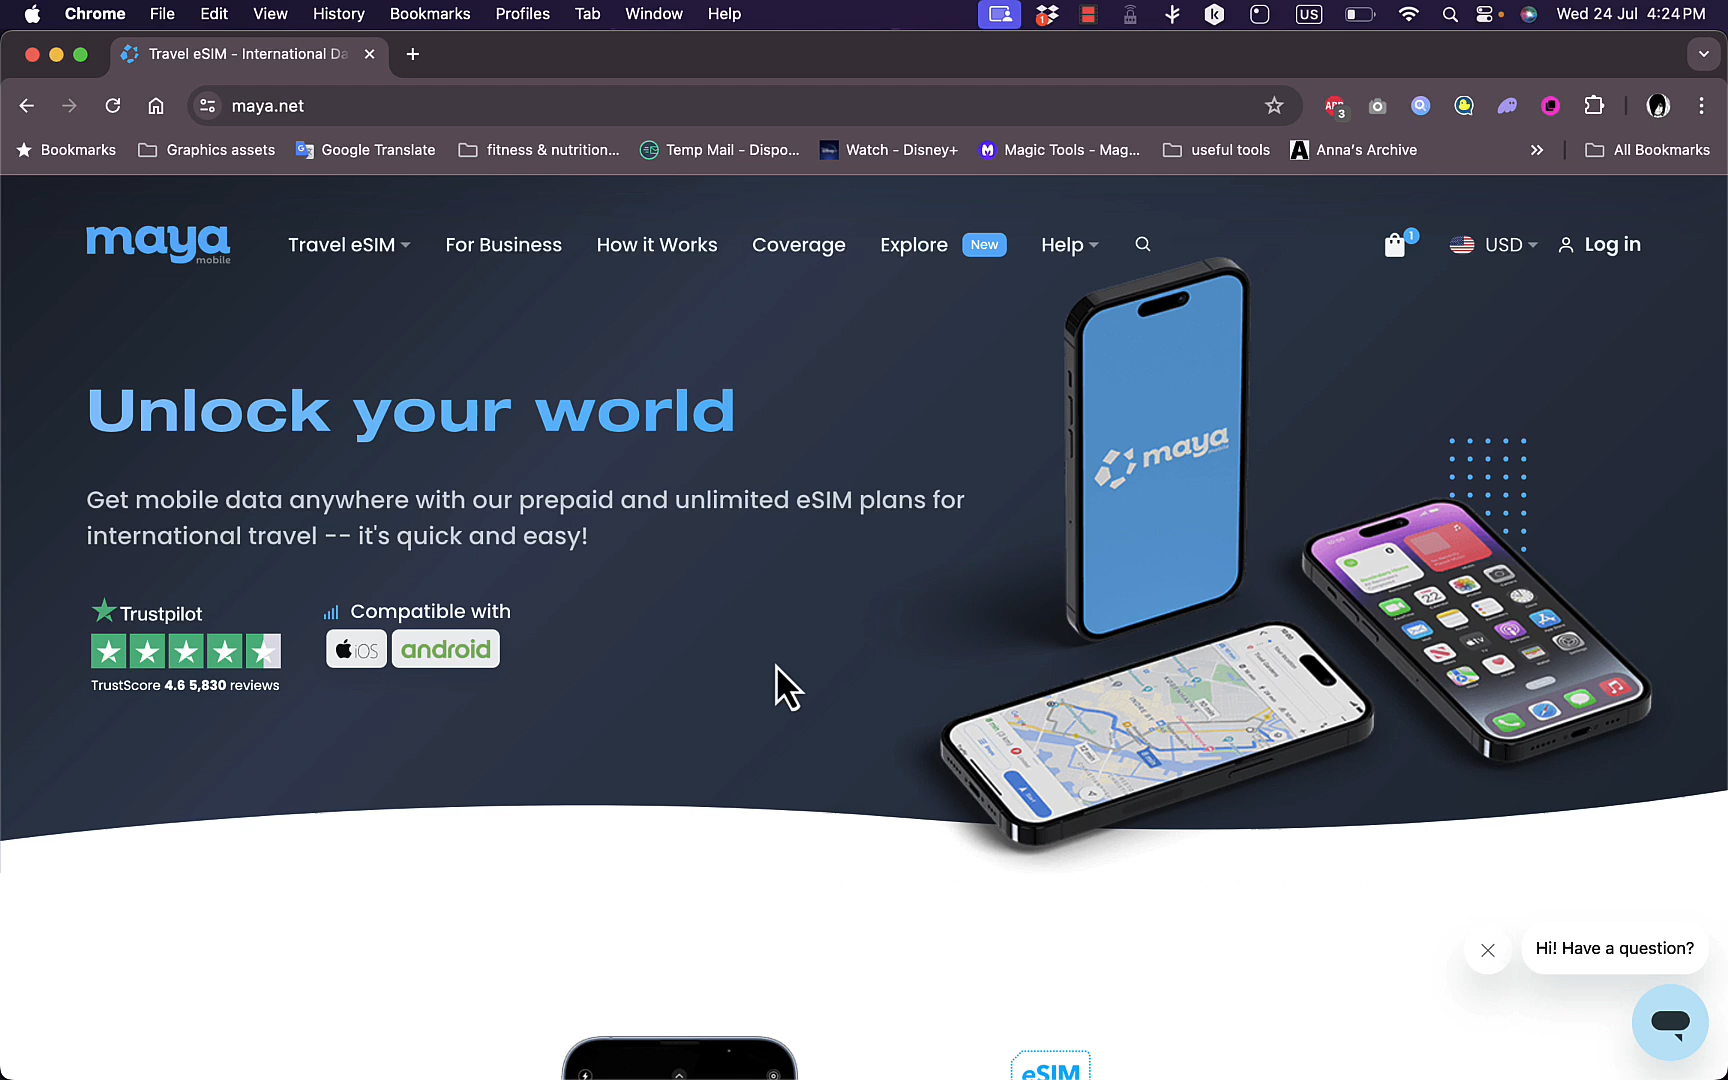 Chrome File Edit View History Bookmarks Profiles Tab Window Help US Wed 24 Jul 4:24 PM
Travel eSIM - International Da
maya.net
Bookmarks Graphics assets Google Translate fitness & nutrition... Temp Mail - Dispo... Watch - Disney+ Magic Tools - Mag... useful tools Anna's Archive All Bookmarks
maya
mobile
Travel eSIM For Business How it Works Coverage Explore New Help 1 USD Log in
Unlock your world
Get mobile data anywhere with our prepaid and unlimited eSIM plans for
international travel -- it's quick and easy!
Trustpilot
TrustScore 4.6 5,830 reviews
Compatible with
iOS android
maya
Hi! Have a question?
eSIM